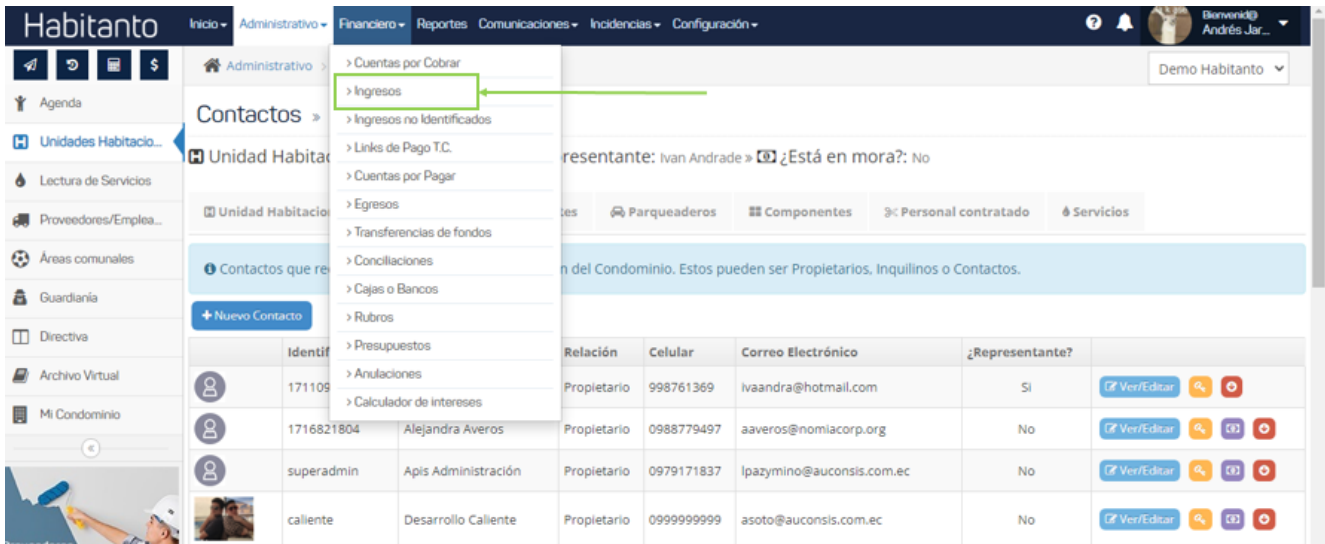 Habitanto
Inicio Administrativo Financiero Reportes Comunicaciones Incidencias Configuración
Bienvenid@
Andrés Jar...
Administrativo >
Demo Habitanto
Agenda
Unidades Habitacio...
Lectura de Servicios
Proveedores/Emplea...
Áreas comunales
Guardianía
Directiva
Archivo Virtual
Mi Condominio
> Cuentas por Cobrar
> Ingresos
> Ingresos no Identificados
> Links de Pago T.C.
> Cuentas por Pagar
> Egresos
> Transferencias de fondos
> Conciliaciones
> Cajas o Bancos
> Rubros
> Presupuestos
> Anulaciones
> Calculador de intereses
Contactos »
Unidad Habitac resentante: Ivan Andrade » ¿Está en mora?: No
Unidad Habitacion tes Parqueaderos Componentes Personal contratado Servicios
Contactos que re n del Condominio. Estos pueden ser Propietarios, Inquilinos o Contactos.
+ Nuevo Contacto
Identif Relación Celular Correo Electrónico ¿Representante?
171109 Propietario 998761369 ivaandra@hotmail.com Si Ver/Editar
1716821804 Alejandra Averos Propietario 0988779497 aaveros@nomiacorp.org No Ver/Editar
superadmin Apis Administración Propietario 0979171837 lpazymino@auconsis.com.ec No Ver/Editar
caliente Desarrollo Caliente Propietario 0999999999 asoto@auconsis.com.ec No Ver/Editar